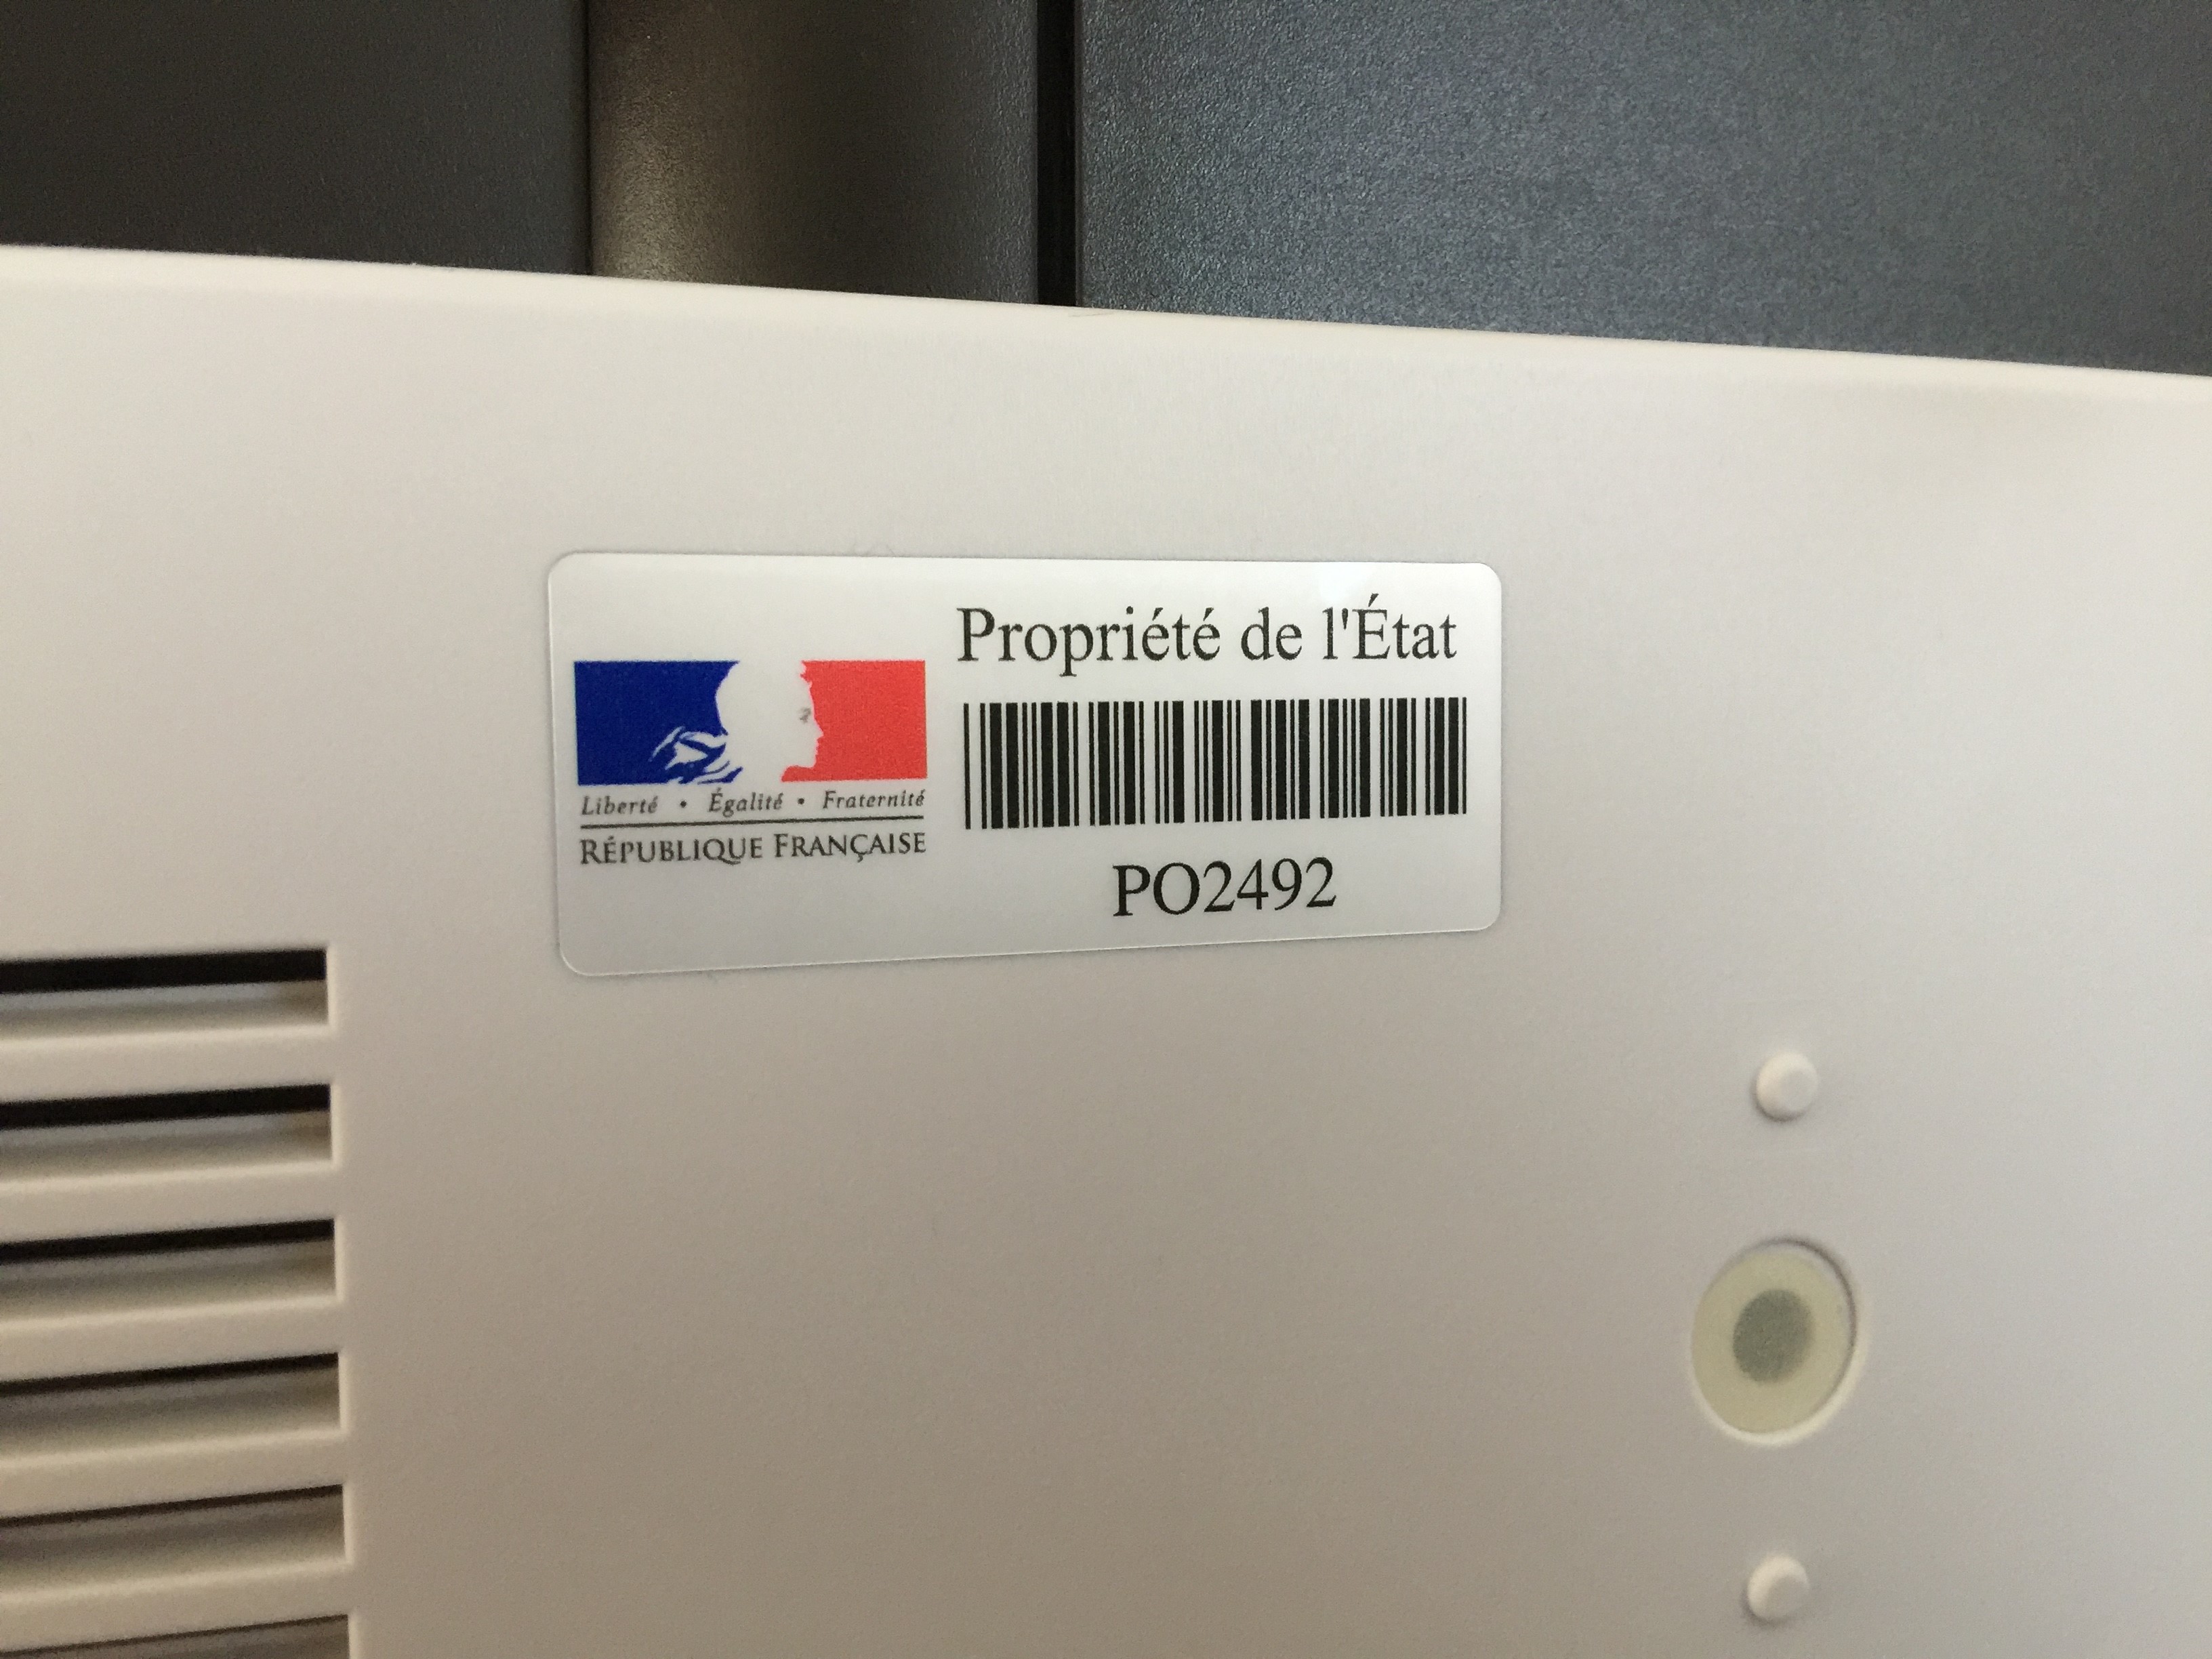 Propriété de l'État
Liberté • Égalité • Fraternité
RÉPUBLIQUE FRANÇAISE
PO2492